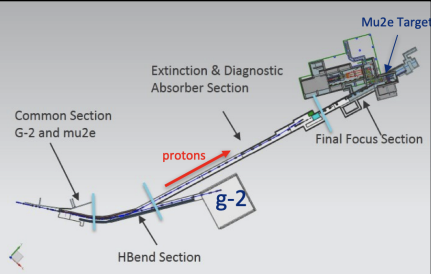 Mu2e Target
Extinction & Diagnostic
Absorber Section
Common Section
G-2 and mu2e
Final Focus Section
protons
g-2
HBend Section